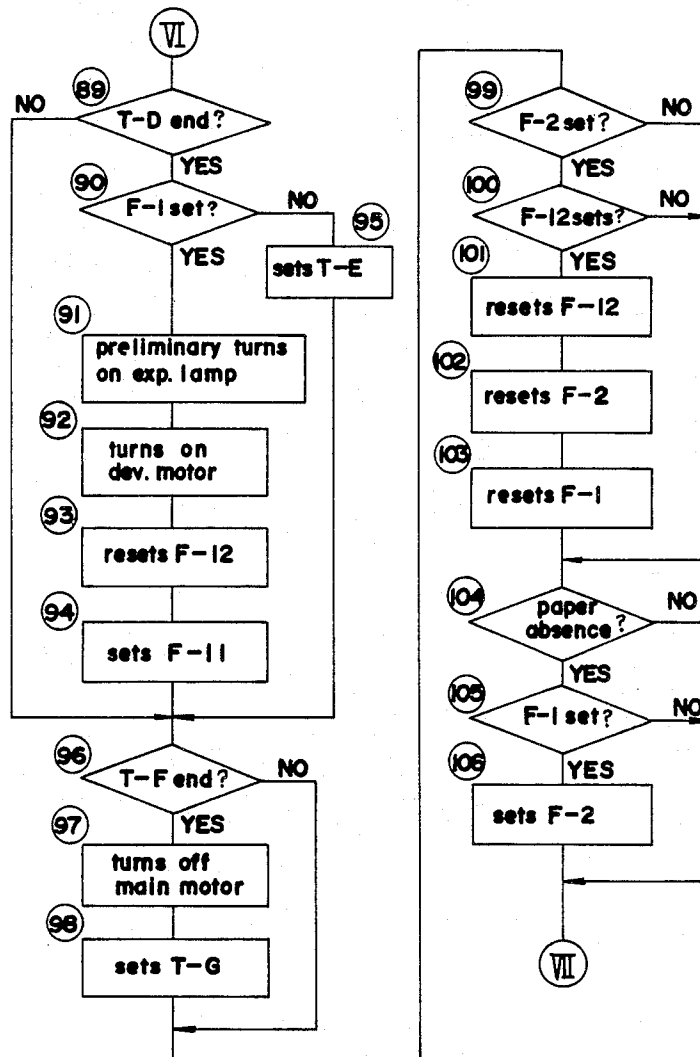 VI
89
NO
T-D end?
YES
90
F-1 set?
NO
YES
95
sets T-E
91
preliminary turns
on exp. lamp
92
turns on
dev. motor
93
resets F-12
94
sets F-11
96
T-F end?
NO
YES
97
turns off
main motor
98
sets T-G
99
F-2 set?
NO
YES
100
F-12 sets?
NO
YES
101
resets F-12
102
resets F-2
103
resets F-1
104
paper
absence?
NO
YES
105
F-1 set?
NO
YES
106
sets F-2
VII